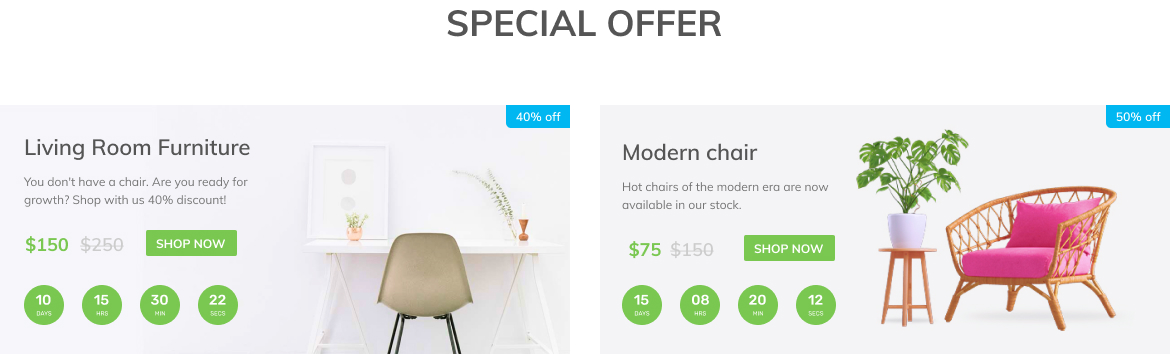 SPECIAL OFFER
40% off
Living Room Furniture
You don't have a chair. Are you ready for
growth? Shop with us 40% discount!
$150 $250 SHOP NOW
10 15 30 22
DAYS HRS MIN SECS
50% off
Modern chair
Hot chairs of the modern era are now
available in our stock.
$75 $150 SHOP NOW
15 08 20 12
DAYS HRS MIN SECS